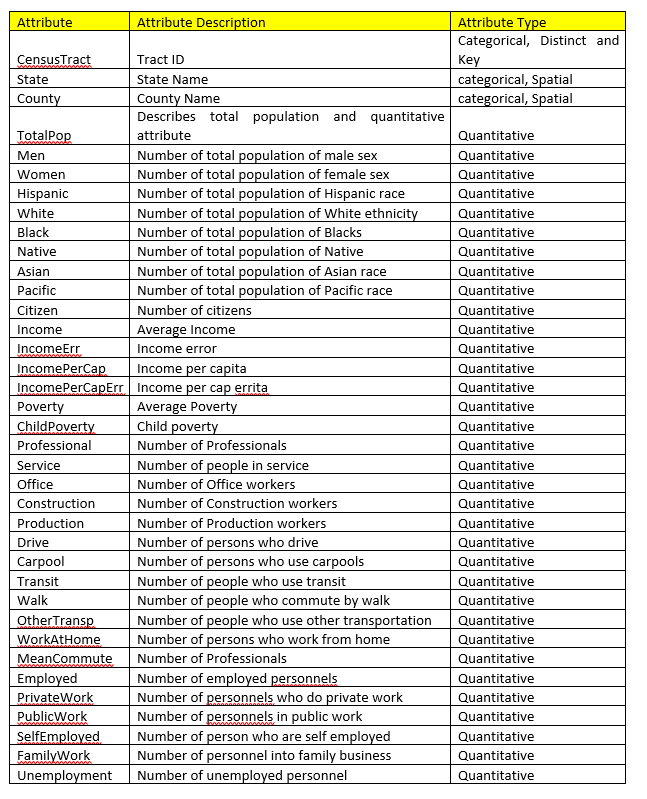 Attribute Attribute Description Attribute Type
CensusTract Tract ID Categorical, Distinct and
Key
State State Name categorical, Spatial
County County Name categorical, Spatial
TotalPop Describes total population and quantitative
attribute Quantitative
Men Number of total population of male sex Quantitative
Women Number of total population of female sex Quantitative
Hispanic Number of total population of Hispanic race Quantitative
White Number of total population of White ethnicity Quantitative
Black Number of total population of Blacks Quantitative
Native Number of total population of Native Quantitative
Asian Number of total population of Asian race Quantitative
Pacific Number of total population of Pacific race Quantitative
Citizen Number of citizens Quantitative
Income Average Income Quantitative
IncomeErr Income error Quantitative
IncomePerCap Income per capita Quantitative
IncomePerCapErr Income per cap errita Quantitative
Poverty Average Poverty Quantitative
ChildPoverty Child poverty Quantitative
Professional Number of Professionals Quantitative
Service Number of people in service Quantitative
Office Number of Office workers Quantitative
Construction Number of Construction workers Quantitative
Production Number of Production workers Quantitative
Drive Number of persons who drive Quantitative
Carpool Number of persons who use carpools Quantitative
Transit Number of people who use transit Quantitative
Walk Number of people who commute by walk Quantitative
OtherTransp Number of people who use other transportation Quantitative
WorkAtHome Number of persons who work from home Quantitative
MeanCommute Number of Professionals Quantitative
Employed Number of employed personnels Quantitative
PrivateWork Number of personnels who do private work Quantitative
PublicWork Number of personnels in public work Quantitative
SelfEmployed Number of person who are self employed Quantitative
FamilyWork Number of personnel into family business Quantitative
Unemployment Number of unemployed personnel Quantitative